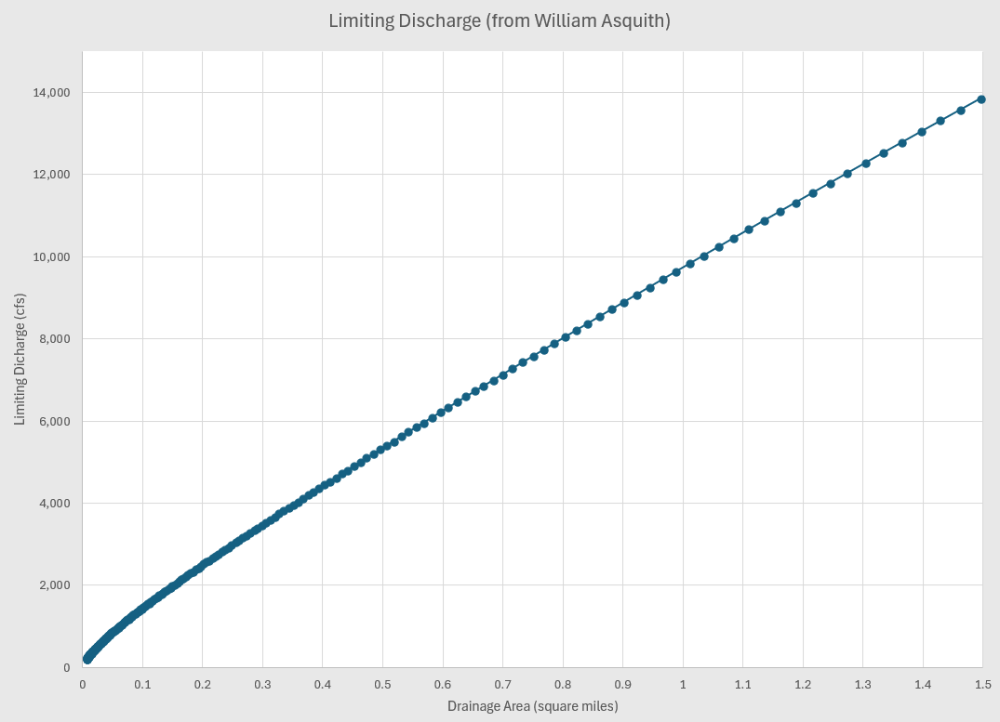 Limiting Discharge (from William Asquith)
14,000
12,000
10,000
8,000
6,000
4,000
2,000
0
Limiting Dicharge (cfs)
0 0.1 0.2 0.3 0.4 0.5 0.6 0.7 0.8 0.9 1 1.1 1.2 1.3 1.4 1.5
Drainage Area (square miles)